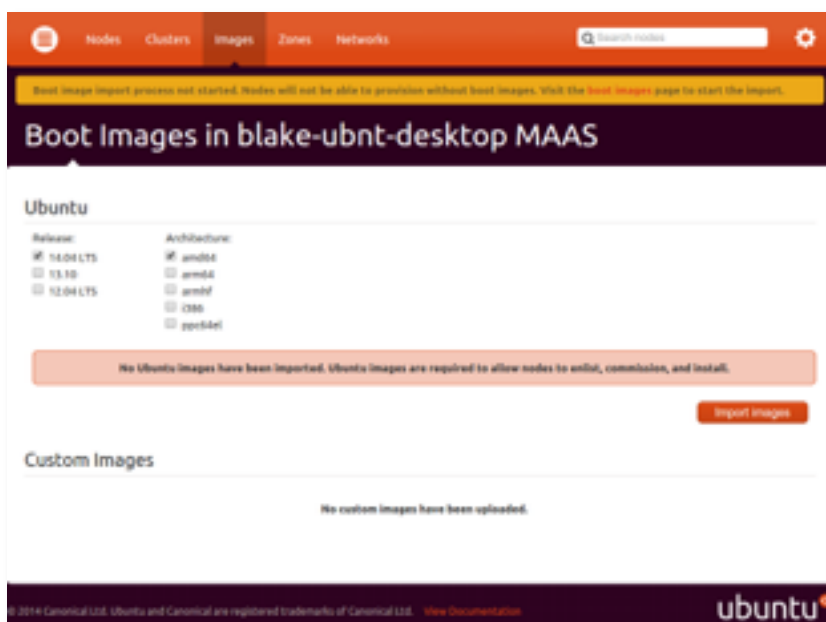 Nodes Clusters Images Zones Networks Search nodes
Boot image import process not started. Nodes will not be able to provision without boot images. Visit the boot images page to start the import.
Boot Images in blake-ubnt-desktop MAAS
Ubuntu
Release: Architecture:
14.04 LTS amd64
13.10 arm64
12.04 LTS armhf
i386
ppc64el
No Ubuntu images have been imported. Ubuntu images are required to allow nodes to enlist, commission, and install.
Import images
Custom Images
No custom images have been uploaded.
© 2014 Canonical Ltd. Ubuntu and Canonical are registered trademarks of Canonical Ltd. View Documentation ubuntu